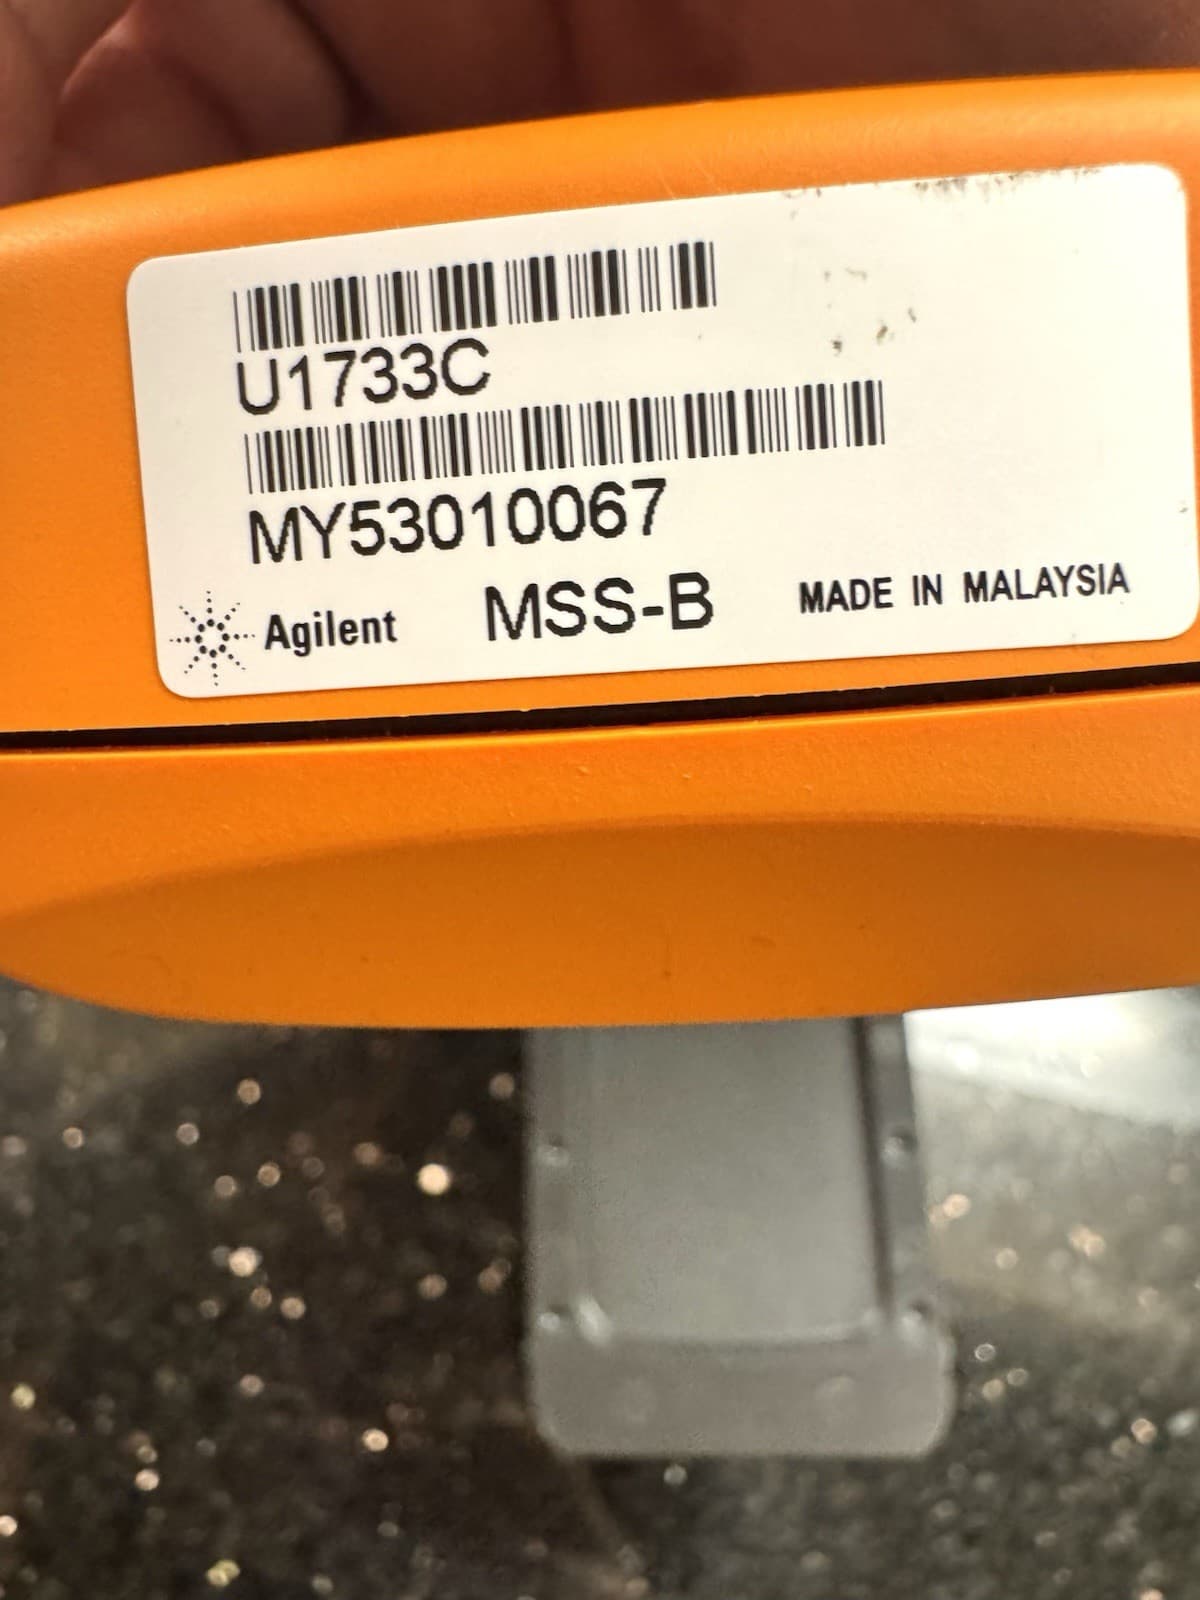 U1733C
MY53010067
Agilent MSS-B MADE IN MALAYSIA